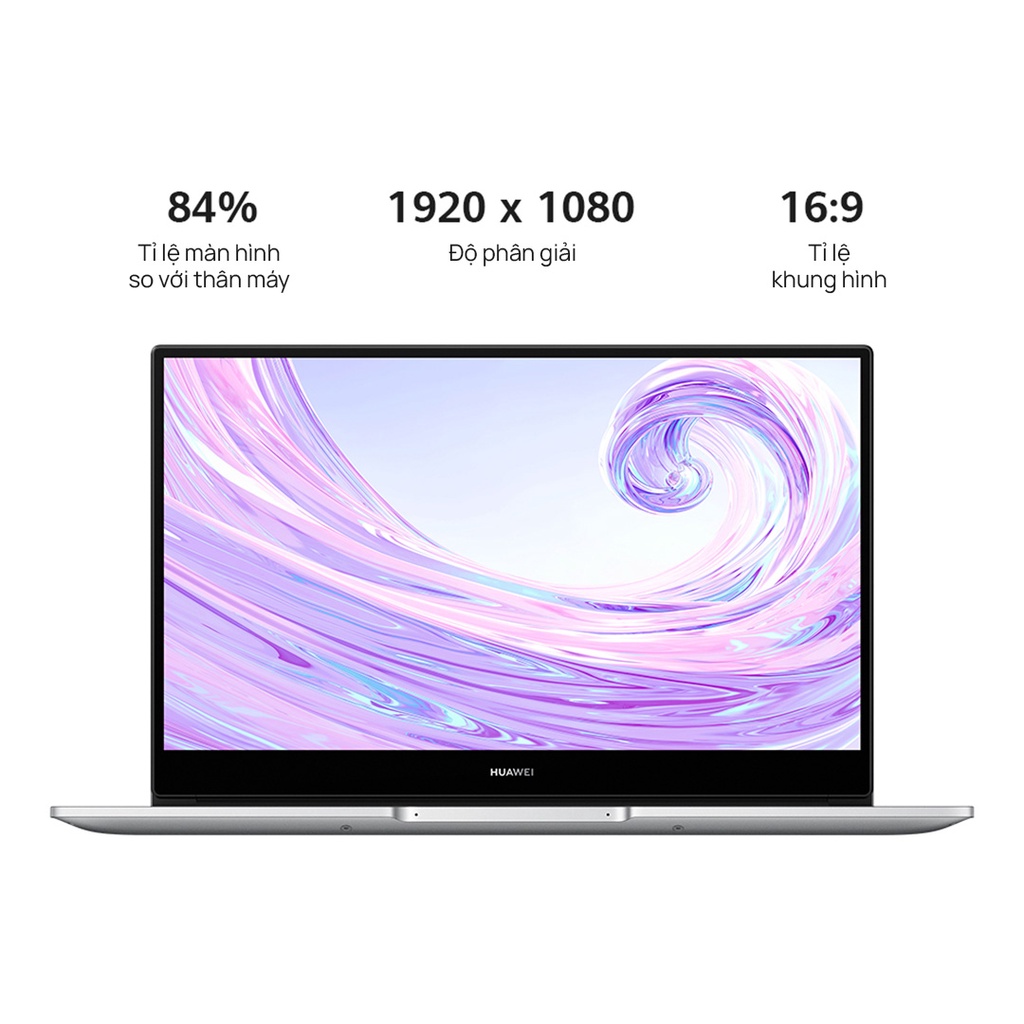 84%
Tỉ lệ màn hình
so với thân máy
1920 x 1080
Độ phân giải
16:9
Tỉ lệ
khung hình
HUAWEI